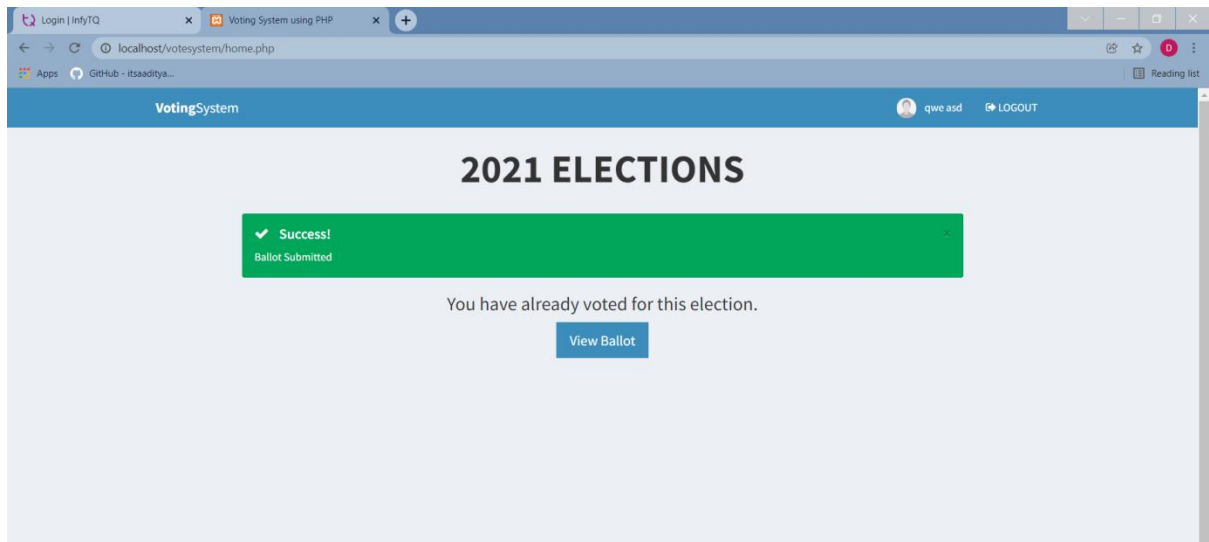 Login | InfyTQ
Voting System using PHP
localhost/votesystem/home.php
D
Apps
GitHub - itsaaditya...
Reading list
VotingSystem
qwe asd
LOGOUT
2021 ELECTIONS
Success!
Ballot Submitted
You have already voted for this election.
View Ballot